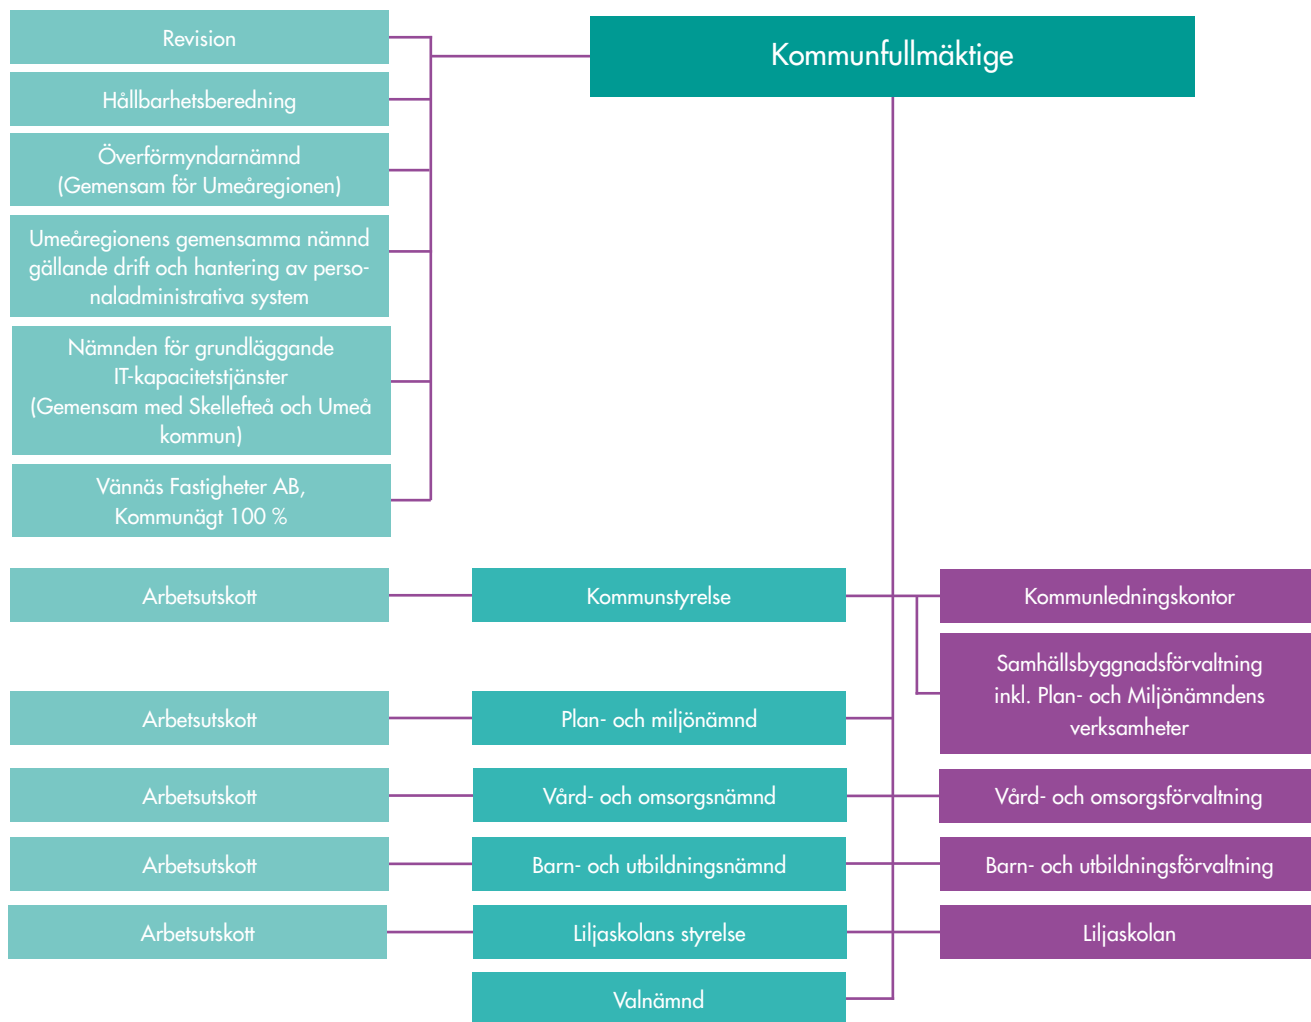 Kommunfullmäktige
Revision
Hållbarhetsberedning
Överförmyndarnämnd
(Gemensam för Umeåregionen)
Umeåregionens gemensamma nämnd
gällande drift och hantering av perso-
naladministrativa system
Nämnden för grundläggande
IT-kapacitetstjänster
(Gemensam med Skellefteå och Umeå
kommun)
Vännäs Fastigheter AB,
Kommunägt 100 %
Arbetsutskott
Kommunstyrelse
Kommunledningskontor
Samhällsbyggnadsförvaltning
inkl. Plan- och Miljönämndens
verksamheter
Arbetsutskott
Plan- och miljönämnd
Arbetsutskott
Vård- och omsorgsnämnd
Vård- och omsorgsförvaltning
Arbetsutskott
Barn- och utbildningsnämnd
Barn- och utbildningsförvaltning
Arbetsutskott
Liljaskolans styrelse
Liljaskolan
Valnämnd